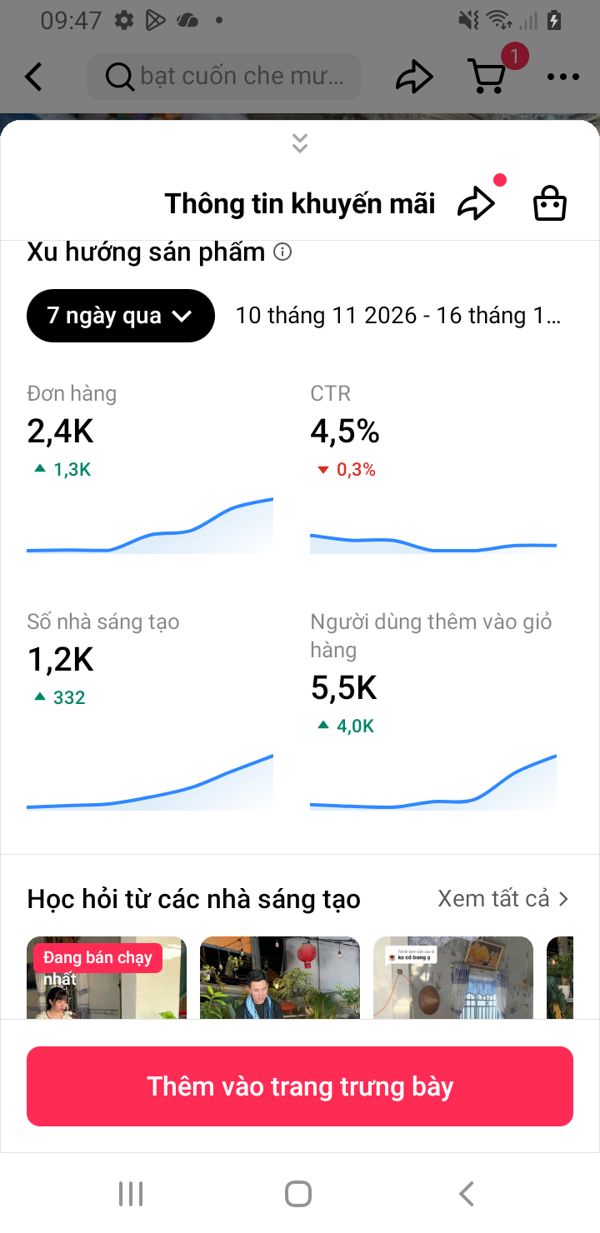 09:47
bạt cuốn che mư...
1
Thông tin khuyến mãi
Xu hướng sản phẩm
7 ngày qua
10 tháng 11 2026 - 16 tháng 1...
Đơn hàng
CTR
2,4K
4,5%
1,3K
0,3%
Số nhà sáng tạo
Người dùng thêm vào giỏ
hàng
1,2K
5,5K
332
4,0K
Học hỏi từ các nhà sáng tạo
Xem tất cả
Đang bán chạy
nhất
ko có bong ạ
Thêm vào trang trưng bày